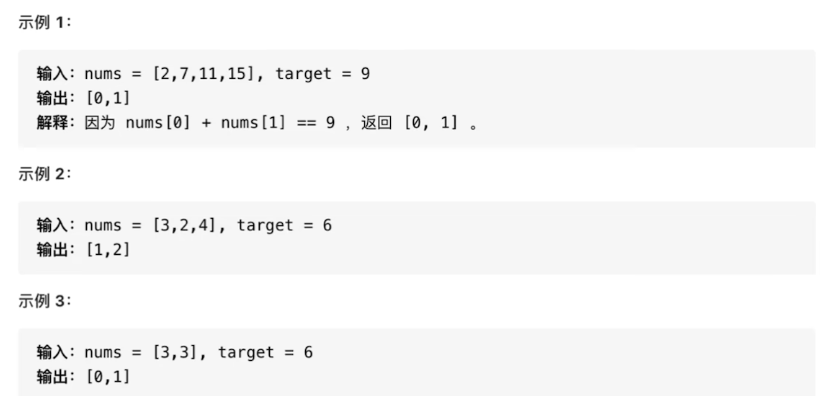 示例 1:
输入: nums = [2,7,11,15], target = 9
输出: [0,1]
解释: 因为 nums[0] + nums[1] == 9 ，返回 [0, 1] 。
示例 2:
输入: nums = [3,2,4], target = 6
输出: [1,2]
示例 3:
输入: nums = [3,3], target = 6
输出: [0,1]